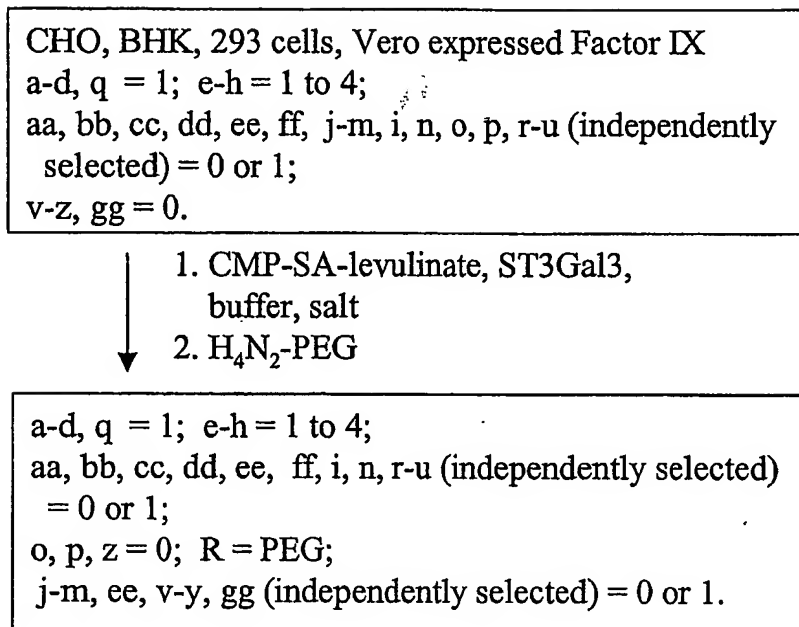 CHO, BHK, 293 cells, Vero expressed Factor IX
a-d, q = 1; e-h = 1 to 4;
aa, bb, cc, dd, ee, ff, j-m, i, n, o, p, r-u (independently
selected) = 0 or 1;
v-z, gg = 0.
1. CMP-SA-levulinate, ST3Gal3,
buffer, salt
2. H₄N₂-PEG
a-d, q = 1; e-h = 1 to 4;
aa, bb, cc, dd, ee, ff, i, n, r-u (independently selected)
= 0 or 1;
o, p, z = 0; R = PEG;
j-m, ee, v-y, gg (independently selected) = 0 or 1.